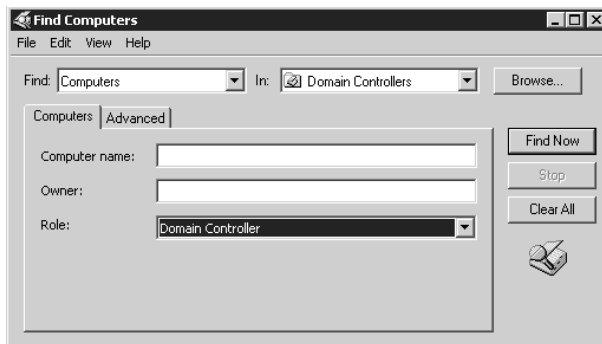 Find Computers
File Edit View Help
Find: Computers In: Domain Controllers Browse...
Computers Advanced
Find Now
Computer name:
Stop
Owner:
Clear All
Role: Domain Controller